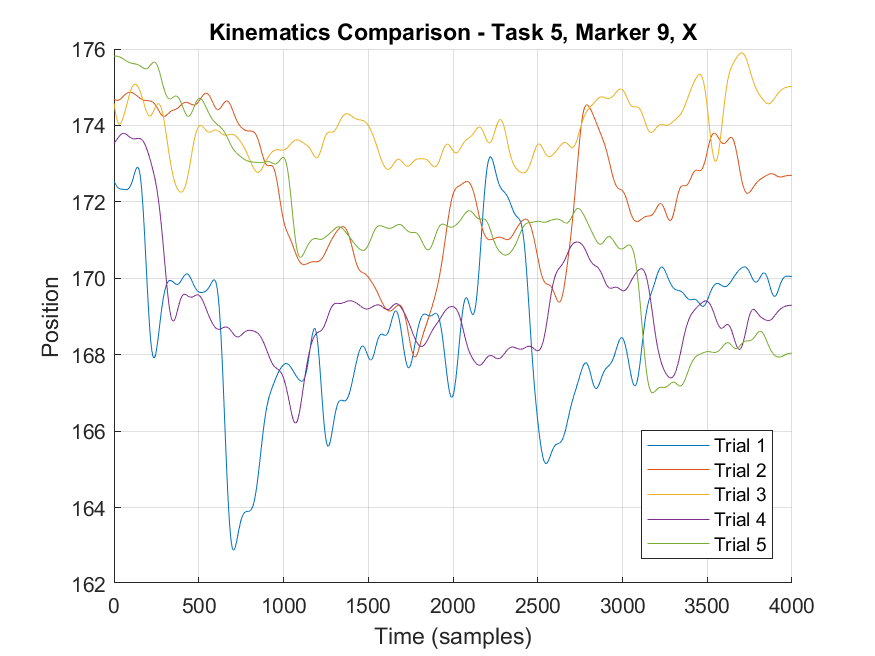 Kinematics Comparison - Task 5, Marker 9, X
176
174
172
170
168
166
164
162
Position
0 500 1000 1500 2000 2500 3000 3500 4000
Time (samples)
Trial 1
Trial 2
Trial 3
Trial 4
Trial 5